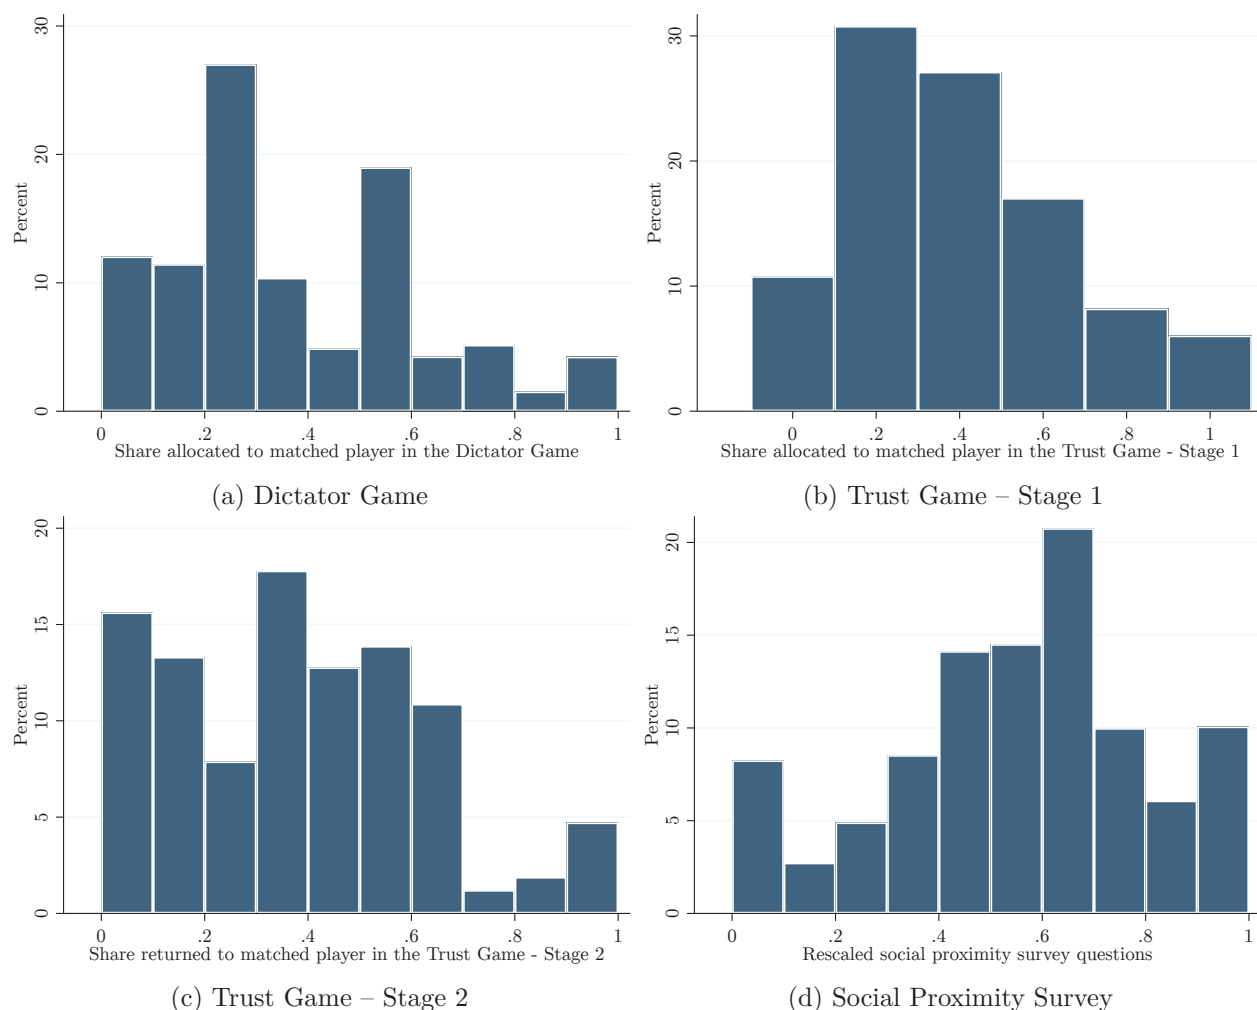 30
20
10
0
Percent
0 .2 .4 .6 .8 1
Share allocated to matched player in the Dictator Game
(a) Dictator Game
30
20
10
0
Percent
0 .2 .4 .6 .8 1
Share allocated to matched player in the Trust Game - Stage 1
(b) Trust Game – Stage 1
20
15
10
5
0
Percent
0 .2 .4 .6 .8 1
Share returned to matched player in the Trust Game - Stage 2
(c) Trust Game – Stage 2
20
15
10
5
0
Percent
0 .2 .4 .6 .8 1
Rescaled social proximity survey questions
(d) Social Proximity Survey